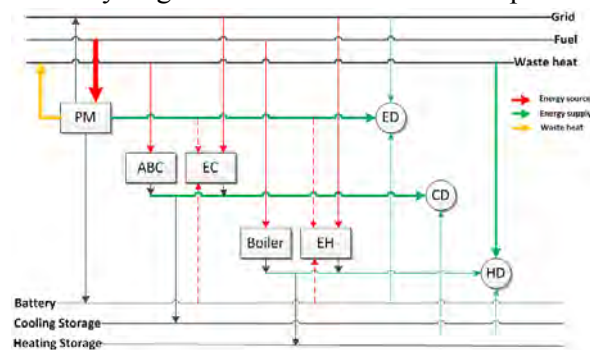 Grid
Fuel
Waste heat
Energy source
Energy supply
Waste heat
PM
ED
ABC
EC
CD
Boiler
EH
HD
Battery
Cooling Storage
Heating Storage